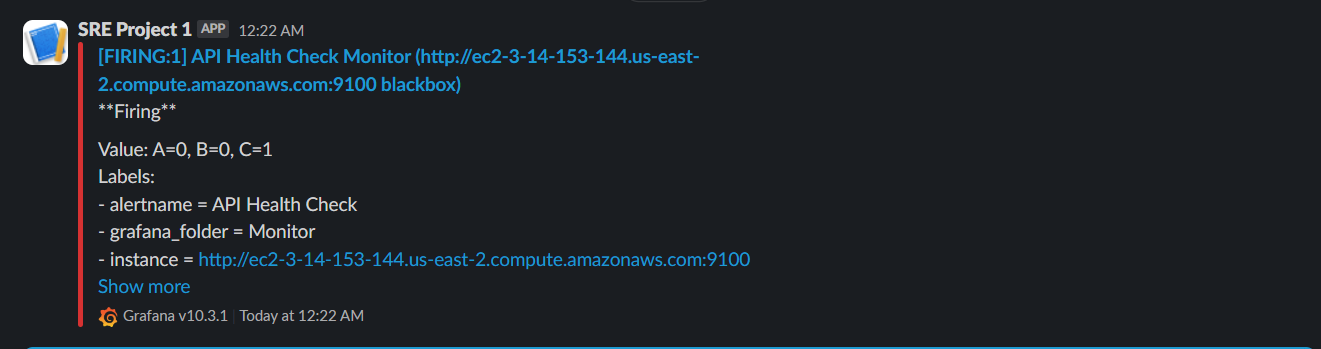 SRE Project 1 APP 12:22 AM
[FIRING:1] API Health Check Monitor (http://ec2-3-14-153-144.us-east-
2.compute.amazonaws.com:9100 blackbox)
**Firing**
Value: A=0, B=0, C=1
Labels:
- alertname = API Health Check
- grafana_folder = Monitor
- instance = http://ec2-3-14-153-144.us-east-2.compute.amazonaws.com:9100
Show more
Grafana v10.3.1 | Today at 12:22 AM